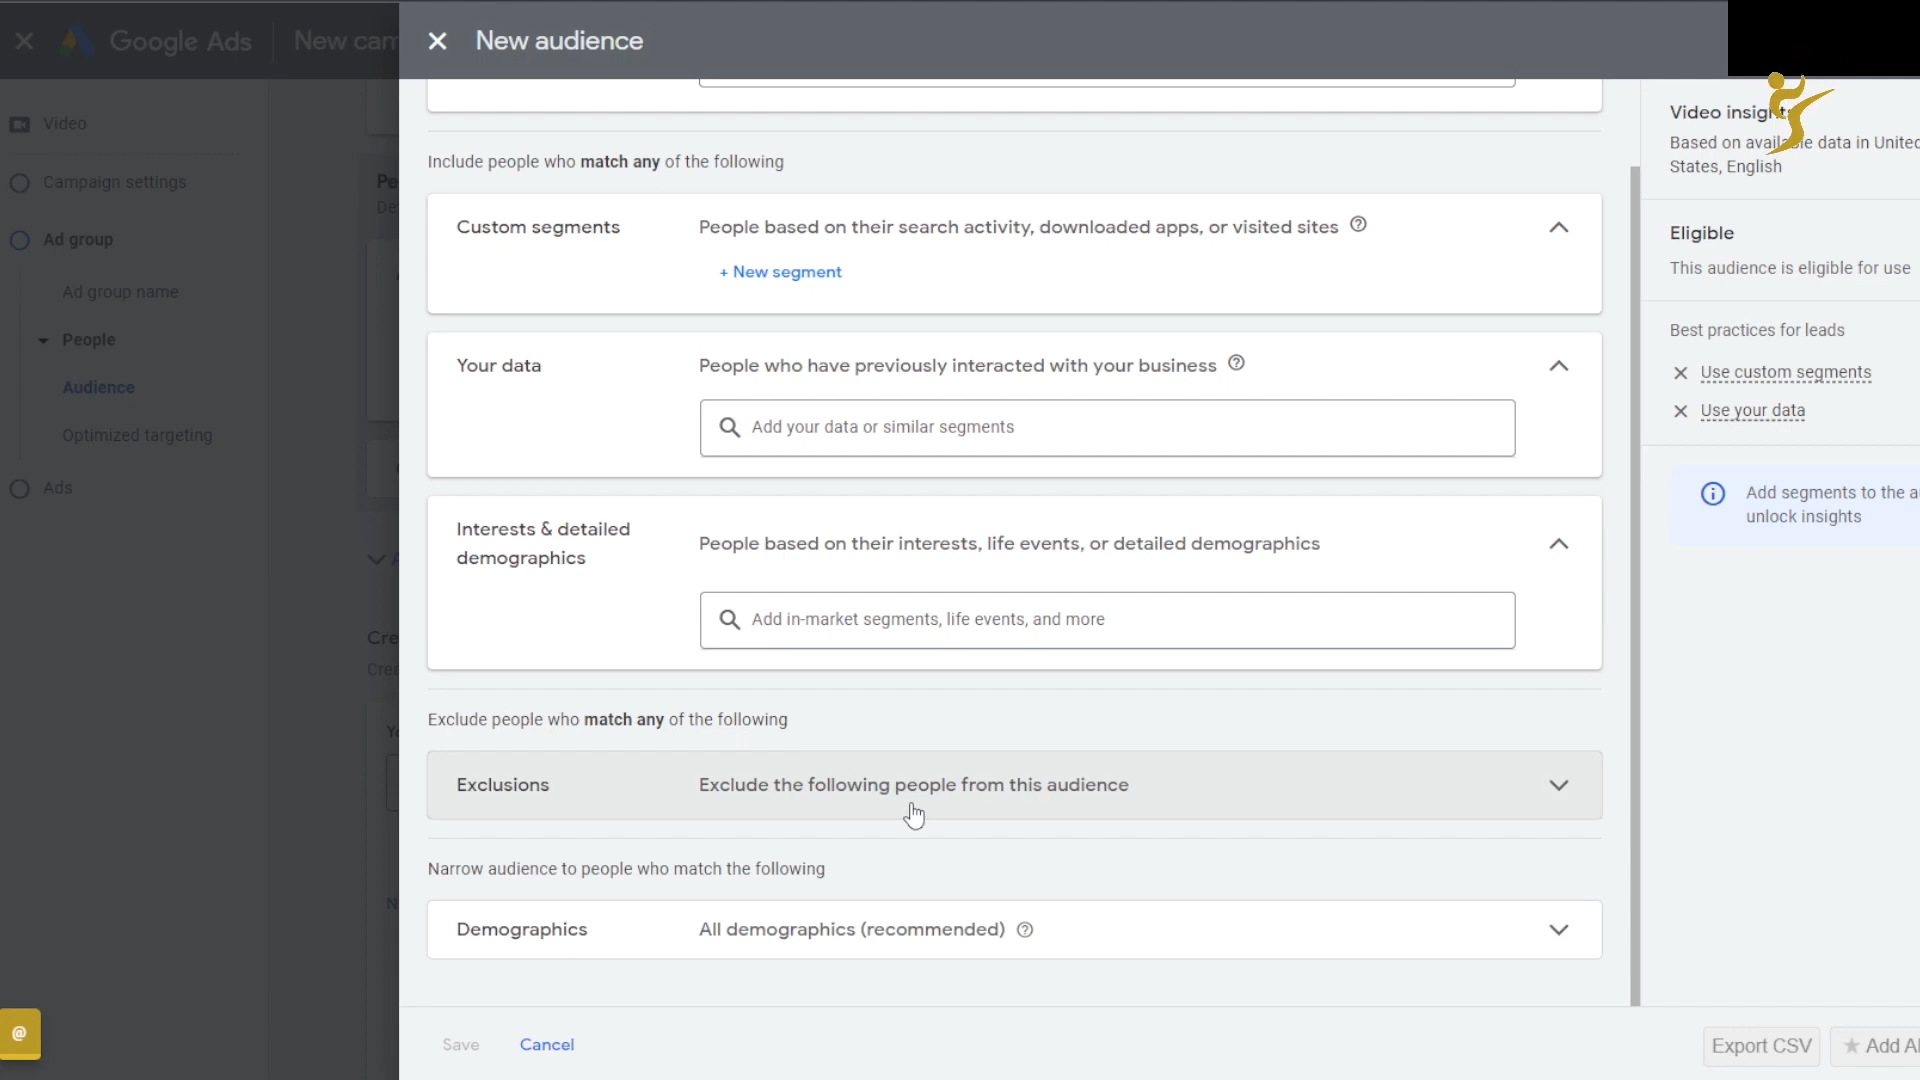 Google Ads
New cam
New audience
Video
Campaign settings
Ad group
Ad group name
People
Audience
Optimized targeting
Ads
Include people who match any of the following
Custom segments
People based on their search activity, downloaded apps, or visited sites
+ New segment
Your data
People who have previously interacted with your business
Add your data or similar segments
Interests & detailed
demographics
People based on their interests, life events, or detailed demographics
Add in-market segments, life events, and more
Exclude people who match any of the following
Exclusions
Exclude the following people from this audience
Narrow audience to people who match the following
Demographics
All demographics (recommended)
Save
Cancel
Video insights
Based on available data in United
States, English
Eligible
This audience is eligible for use
Best practices for leads
Use custom segments
Use your data
Add segments to the a
unlock insights
Export CSV
Add Al
@